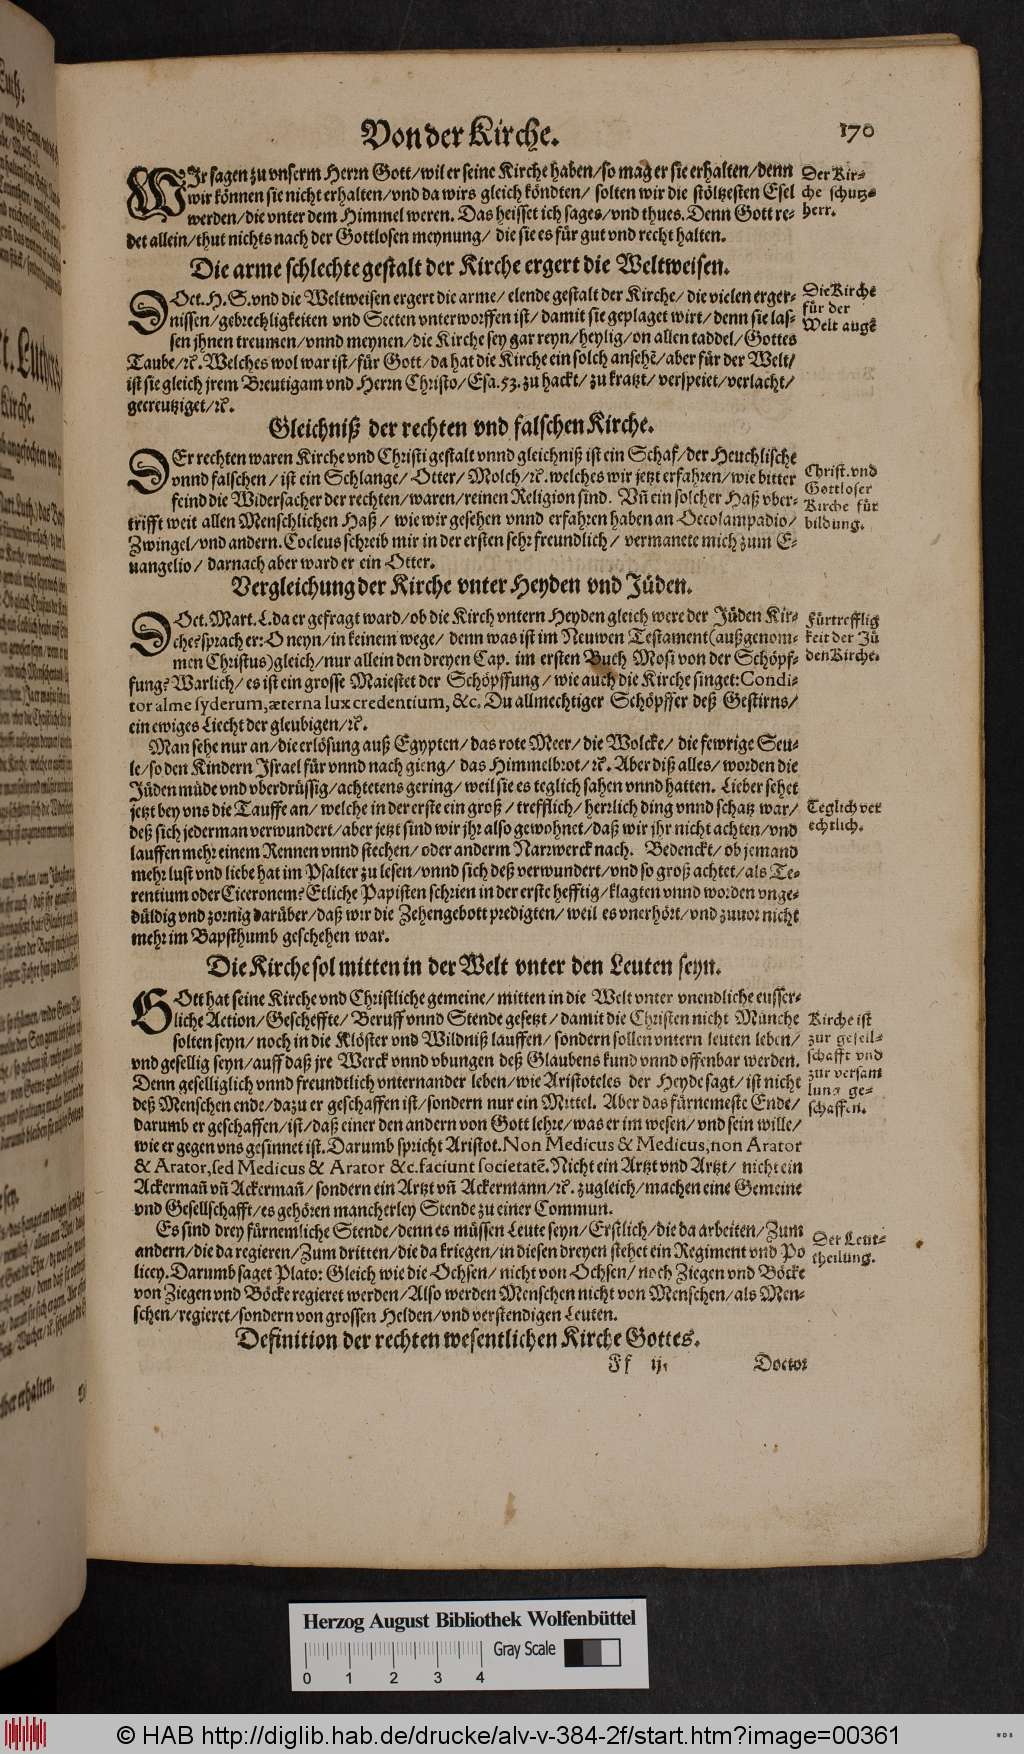 Von der Kirche. 170
WIr sagen zu vnserm Herrn Gott/ wil er seine Kirche haben/ so mag er sie erhalten/ denn
wir können sie nicht erhalten/ vnd da wirs gleich köndten/ solten wir die stöltzesten Esel
werden/ die vnter dem Himmel weren. Das heisset ich sages/ vnd thues. Denn Gott re-
det allein/ thut nichts nach der Gottlosen meynung/ die sie es für gut vnd recht halten.
Der Kir-
che schutz-
herr.
Die arme schlechte gestalt der Kirche ergert die Weltweisen.
DOct. H. S. vnd die Weltweisen ergert die arme/ elende gestalt der Kirche/ die vielen erger-
nissen/ gebrechligkeiten vnd Secten vnterworffen ist/ damit sie geplaget wirt/ denn sie las-
sen jhnen treumen/ vnnd meynen/ die Kirche sey gar reyn/ heylig/ on allen taddel/ Gottes
Taube/ ꝛc. Welches wol war ist/ für Gott/ da hat die Kirche ein solch ansehē/ aber für der Welt/
ist sie gleich jrem Breutigam vnd Herrn Christo/ Esa. 53. zu hackt/ zu kratzt/ verspeiet/ verlacht/
gecreutziget/ ꝛc.
Die Kirche
für der
Welt augē
Gleichniß der rechten vnd falschen Kirche.
DEr rechten waren Kirche vnd Christi gestalt vnnd gleichniß ist ein Schaf/ der Heuchlische
vnnd falschen/ ist ein Schlange/ Otter/ Molch/ ꝛc. welches wir jetzt erfahren/ wie bitter
feind die Widersacher der rechten/ waren/ reinen Religion sind. Vñ ein solcher Haß vber-
trifft weit allen Menschlichen Haß/ wie wir gesehen vnnd erfahren haben an Oecolampadio/
Zwingel/ vnd andern. Cocleus schreib mir in der ersten sehr freundlich/ vermanete mich zum E-
uangelio/ darnach aber ward er ein Otter.
Christ. vnd
Gottloser
Kirche für
bildung.
Vergleichung der Kirche vnter Heyden vnd Jüden.
DOct. Mart. L. da er gefragt ward/ ob die Kirch vntern Heyden gleich were der Jüden Kir-
che? sprach er: O neyn/ in keinem wege/ denn was ist im Neuwen Testament (außgenom-
men Christus) gleich/ nur allein den dreyen Cap. im ersten Buch Mosi von der Schöpf-
fung? Warlich/ es ist ein grosse Maiestet der Schöpffung/ wie auch die Kirche singet: Condi-
tor alme syderum, æterna lux credentium, &c. Du allmechtiger Schöpffer deß Gestirns/
ein ewiges Liecht der gleubigen/ ꝛc.
Fürtrefflig
keit der Jü
den Kirche.
Man sehe nur an/ die erlösung auß Egypten/ das rote Meer/ die Wolcke/ die fewrige Seu-
le/ so den Kindern Israel für vnnd nach gieng/ das Himmelbrot/ ꝛc. Aber diß alles/ worden die
Jüden müde vnd vberdrüssig/ achtetens gering/ weil sie es teglich sahen vnnd hatten. Lieber sehet
jetzt bey vns die Tauffe an/ welche in der erste ein groß/ trefflich/ herrlich ding vnnd schatz war/
deß sich jederman verwundert/ aber jetzt sind wir jhr also gewohnet/ daß wir jhr nicht achten/ vnd
lauffen mehr einem Rennen vnnd stechen/ oder anderm Narrwerck nach. Bedenckt/ ob jemand
mehr lust vnd liebe hat im Psalter zu lesen/ vnnd sich deß verwundert/ vnd so groß achtet/ als Te-
rentium oder Ciceronem? Etliche Papisten schrien in der erste hefftig/ klagten vnnd worden vnge-
düldig vnd zornig darüber/ daß wir die Zehengebott predigten/ weil es vnerhört/ vnd zuuor nicht
mehr im Bapsthumb geschehen war.
Teglich ver
echtlich.
Die Kirche sol mitten in der Welt vnter den Leuten seyn.
GOtt hat seine Kirche vnd Christliche gemeine/ mitten in die Welt vnter vnendliche eusser-
liche Action/ Gescheffte/ Beruff vnnd Stende gesetzt/ damit die Christen nicht Münche
solten seyn/ noch in die Klöster vnd Wildniß lauffen/ sondern sollen vntern leuten leben/
vnd gesellig seyn/ auff daß jre Werck vnnd vbungen deß Glaubens kund vnnd offenbar werden.
Denn geselliglich vnnd freundtlich vnternander leben/ wie Aristoteles der Heyde sagt/ ist nicht
deß Menschen ende/ dazu er geschaffen ist/ sondern nur ein Mittel. Aber das fürnemeste Ende/
darumb er geschaffen/ ist/ daß einer den andern von Gott lehre/ was er im wesen/ vnd sein wille/
wie er gegen vns gesinnet ist. Darumb spricht Aristot. Non Medicus & Medicus, non Arator
& Arator, sed Medicus & Arator &c. faciunt societatē. Nicht ein Artzt vnd Artzt/ nicht ein
Ackermañ vñ Ackermañ/ sondern ein Artzt vñ Ackermann/ ꝛc. zugleich/ machen eine Gemeine
vnd Gesellschafft/ es gehören mancherley Stende zu einer Commun.
Kirche ist
zur gesell-
schafft vnd
zur versam
lung ge-
schaffen.
Es sind drey fürnemliche Stende/ denn es müssen Leute seyn/ Erstlich/ die da arbeiten/ Zum
andern/ die da regieren/ Zum dritten/ die da kriegen/ in diesen dreyen stehet ein Regiment vnd Po
licey. Darumb saget Plato: Gleich wie die Ochsen/ nicht von Ochsen/ noch Ziegen vnd Böcke
von Ziegen vnd Böcke regieret werden/ Also werden Menschen nicht von Menschen/ als Men-
schen/ regieret/ sondern von grossen Helden/ vnd verstendigen Leuten.
Der Leut-
theilung.
Definition der rechten wesentlichen Kirche Gottes.
Ff ij
Doctor
Herzog August Bibliothek Wolfenbüttel
Gray Scale
0 1 2 3 4
© HAB http://diglib.hab.de/drucke/alv-v-384-2f/start.htm?image=00361